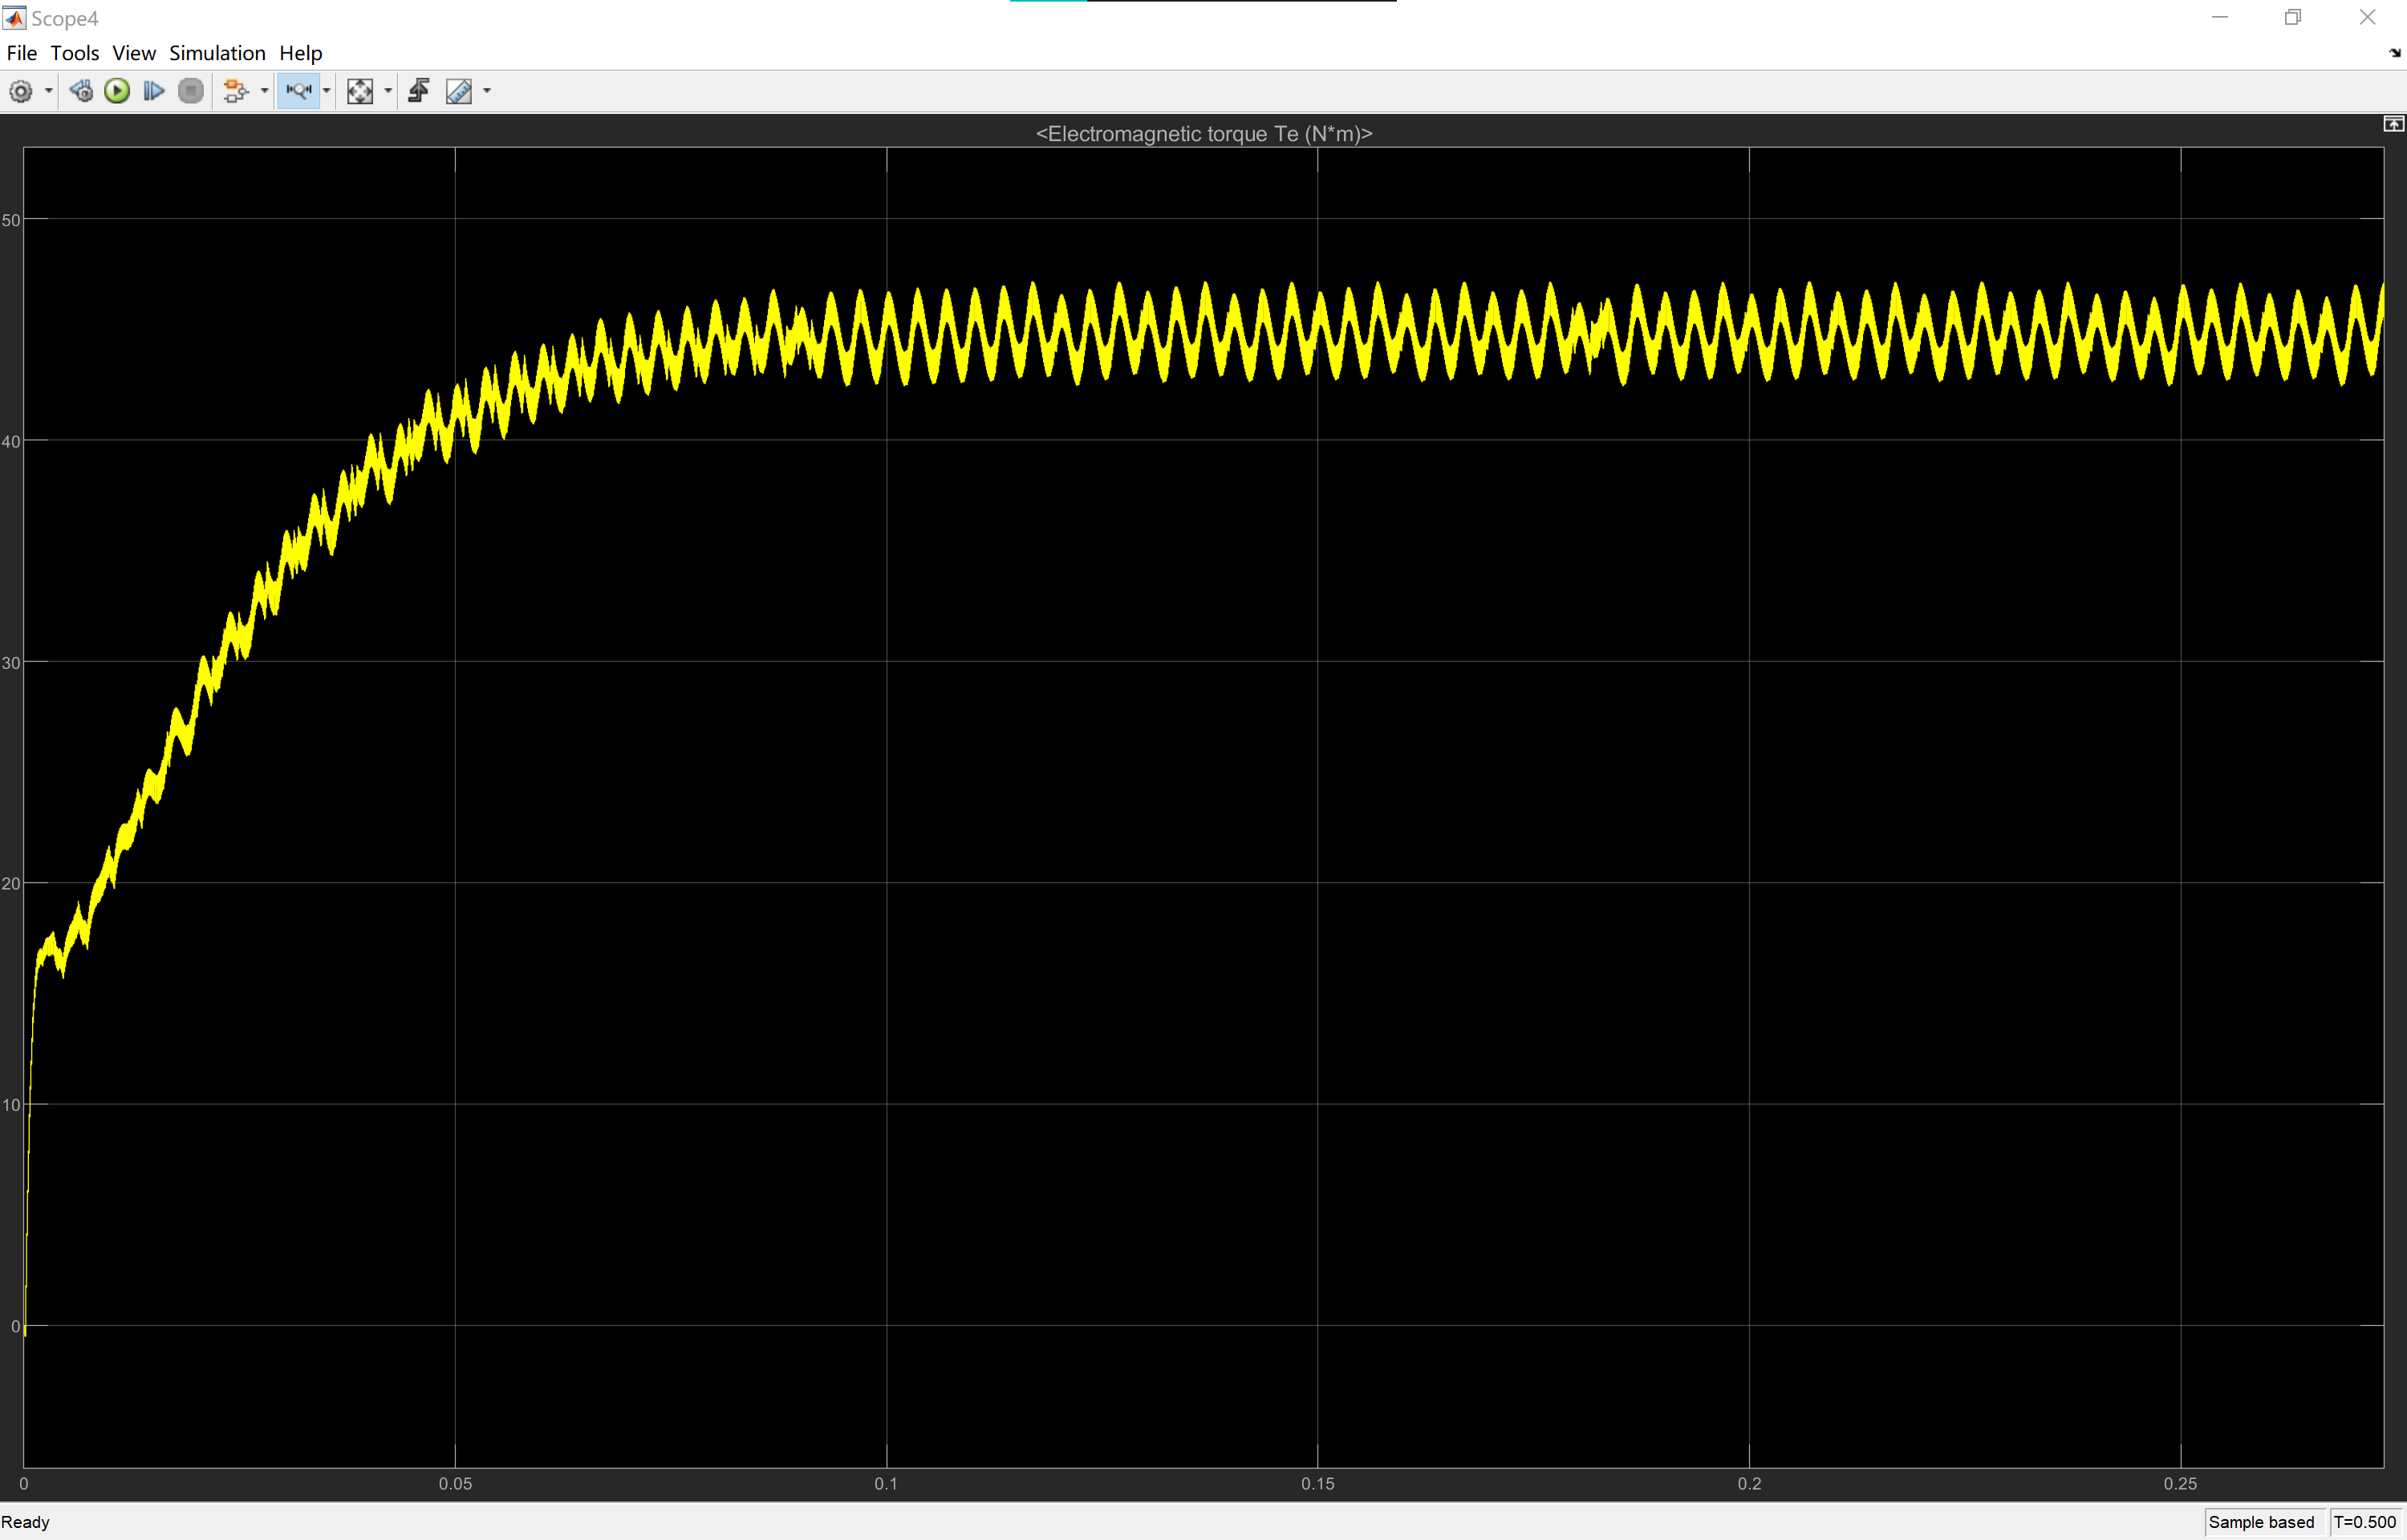 Scope4
File Tools View Simulation Help
<Electromagnetic torque Te (N*m)>
50
40
30
20
10
0
0 0.05 0.1 0.15 0.2 0.25
Ready Sample based T=0.500